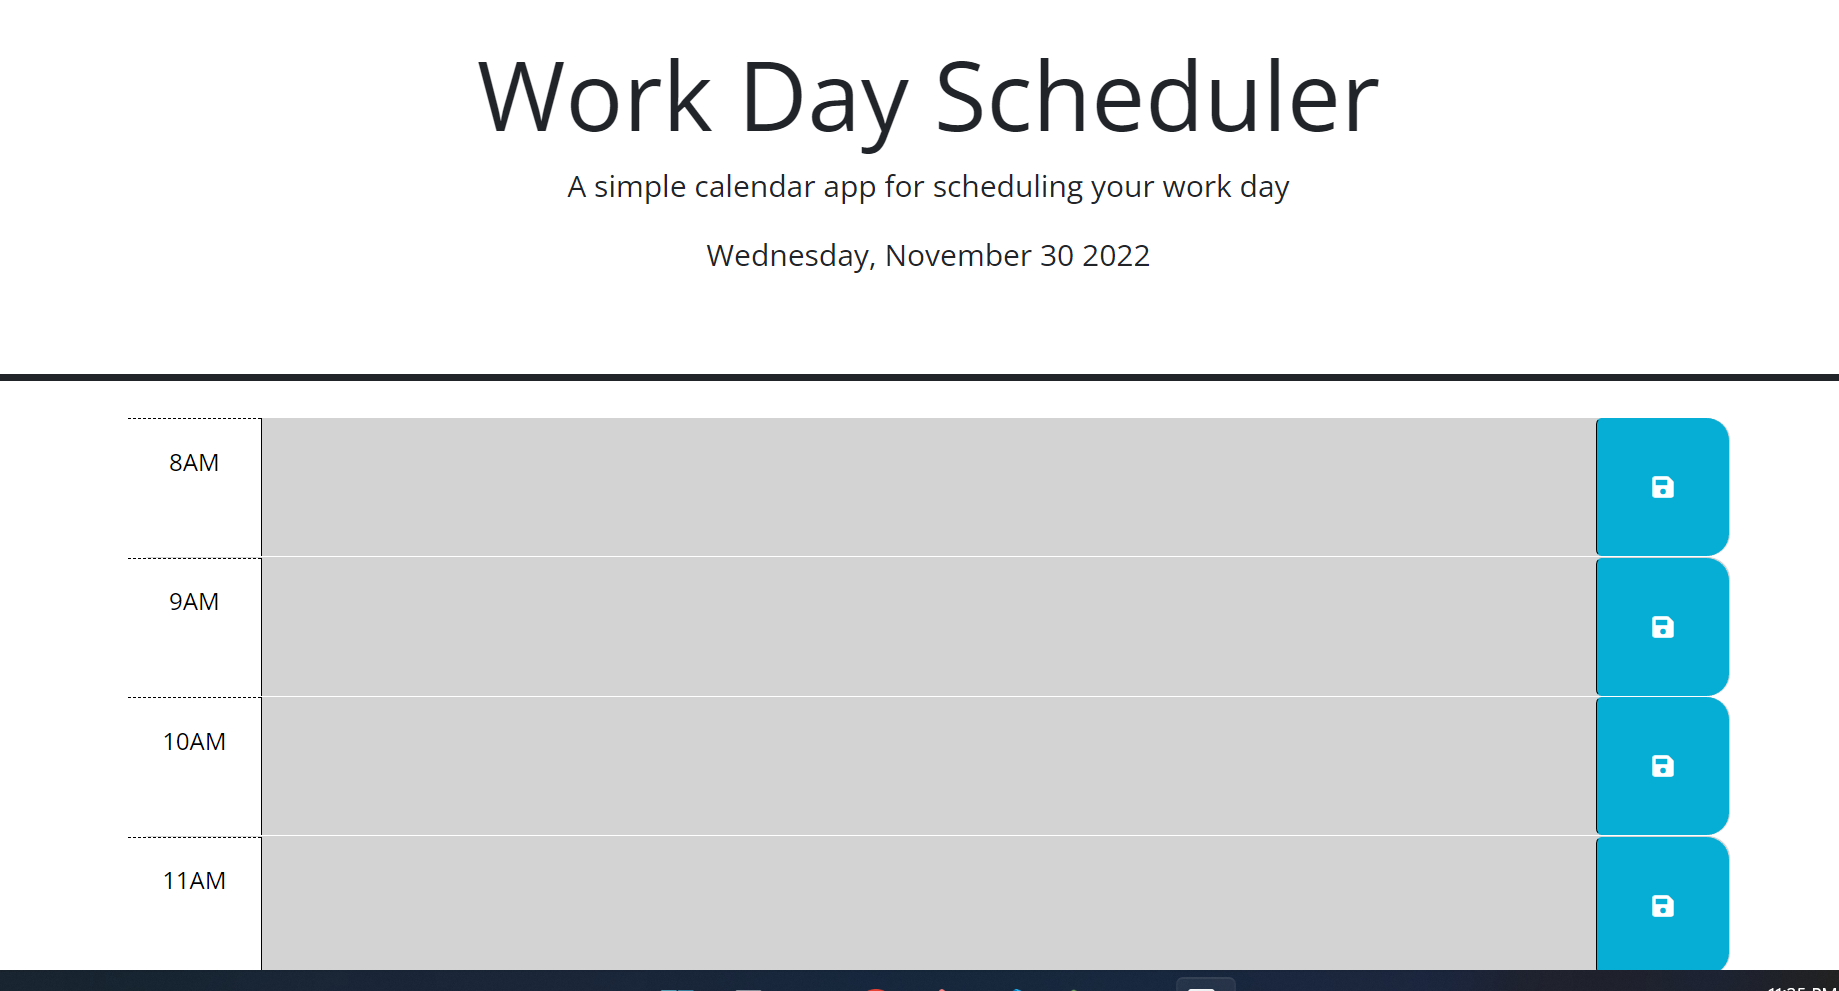 Work Day Scheduler
A simple calendar app for scheduling your work day
Wednesday, November 30 2022
8AM
9AM
10AM
11AM